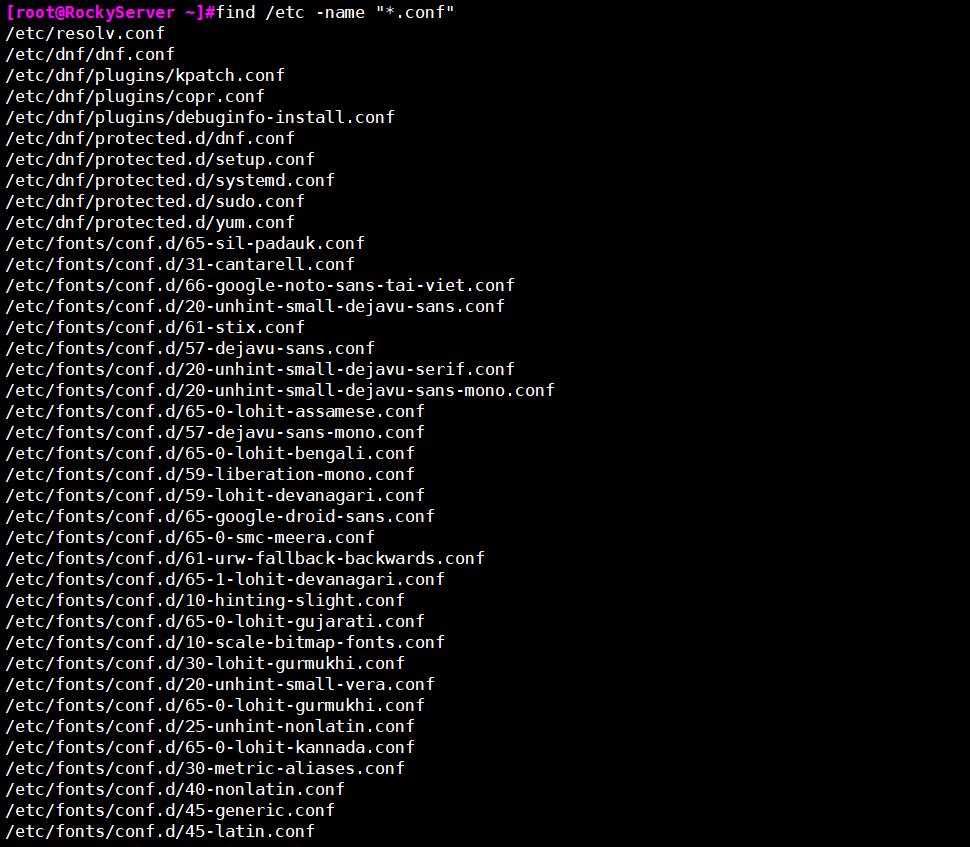 [root@RockyServer ~]#find /etc -name "*.conf"
/etc/resolv.conf
/etc/dnf/dnf.conf
/etc/dnf/plugins/kpatch.conf
/etc/dnf/plugins/copr.conf
/etc/dnf/plugins/debuginfo-install.conf
/etc/dnf/protected.d/dnf.conf
/etc/dnf/protected.d/setup.conf
/etc/dnf/protected.d/systemd.conf
/etc/dnf/protected.d/sudo.conf
/etc/dnf/protected.d/yum.conf
/etc/fonts/conf.d/65-sil-padauk.conf
/etc/fonts/conf.d/31-cantarell.conf
/etc/fonts/conf.d/66-google-noto-sans-tai-viet.conf
/etc/fonts/conf.d/20-unhint-small-dejavu-sans.conf
/etc/fonts/conf.d/61-stix.conf
/etc/fonts/conf.d/57-dejavu-sans.conf
/etc/fonts/conf.d/20-unhint-small-dejavu-serif.conf
/etc/fonts/conf.d/20-unhint-small-dejavu-sans-mono.conf
/etc/fonts/conf.d/65-0-lohit-assamese.conf
/etc/fonts/conf.d/57-dejavu-sans-mono.conf
/etc/fonts/conf.d/65-0-lohit-bengali.conf
/etc/fonts/conf.d/59-liberation-mono.conf
/etc/fonts/conf.d/59-lohit-devanagari.conf
/etc/fonts/conf.d/65-google-droid-sans.conf
/etc/fonts/conf.d/65-0-smc-meera.conf
/etc/fonts/conf.d/61-urw-fallback-backwards.conf
/etc/fonts/conf.d/65-1-lohit-devanagari.conf
/etc/fonts/conf.d/10-hinting-slight.conf
/etc/fonts/conf.d/65-0-lohit-gujarati.conf
/etc/fonts/conf.d/10-scale-bitmap-fonts.conf
/etc/fonts/conf.d/30-lohit-gurmukhi.conf
/etc/fonts/conf.d/20-unhint-small-vera.conf
/etc/fonts/conf.d/65-0-lohit-gurmukhi.conf
/etc/fonts/conf.d/25-unhint-nonlatin.conf
/etc/fonts/conf.d/65-0-lohit-kannada.conf
/etc/fonts/conf.d/30-metric-aliases.conf
/etc/fonts/conf.d/40-nonlatin.conf
/etc/fonts/conf.d/45-generic.conf
/etc/fonts/conf.d/45-latin.conf